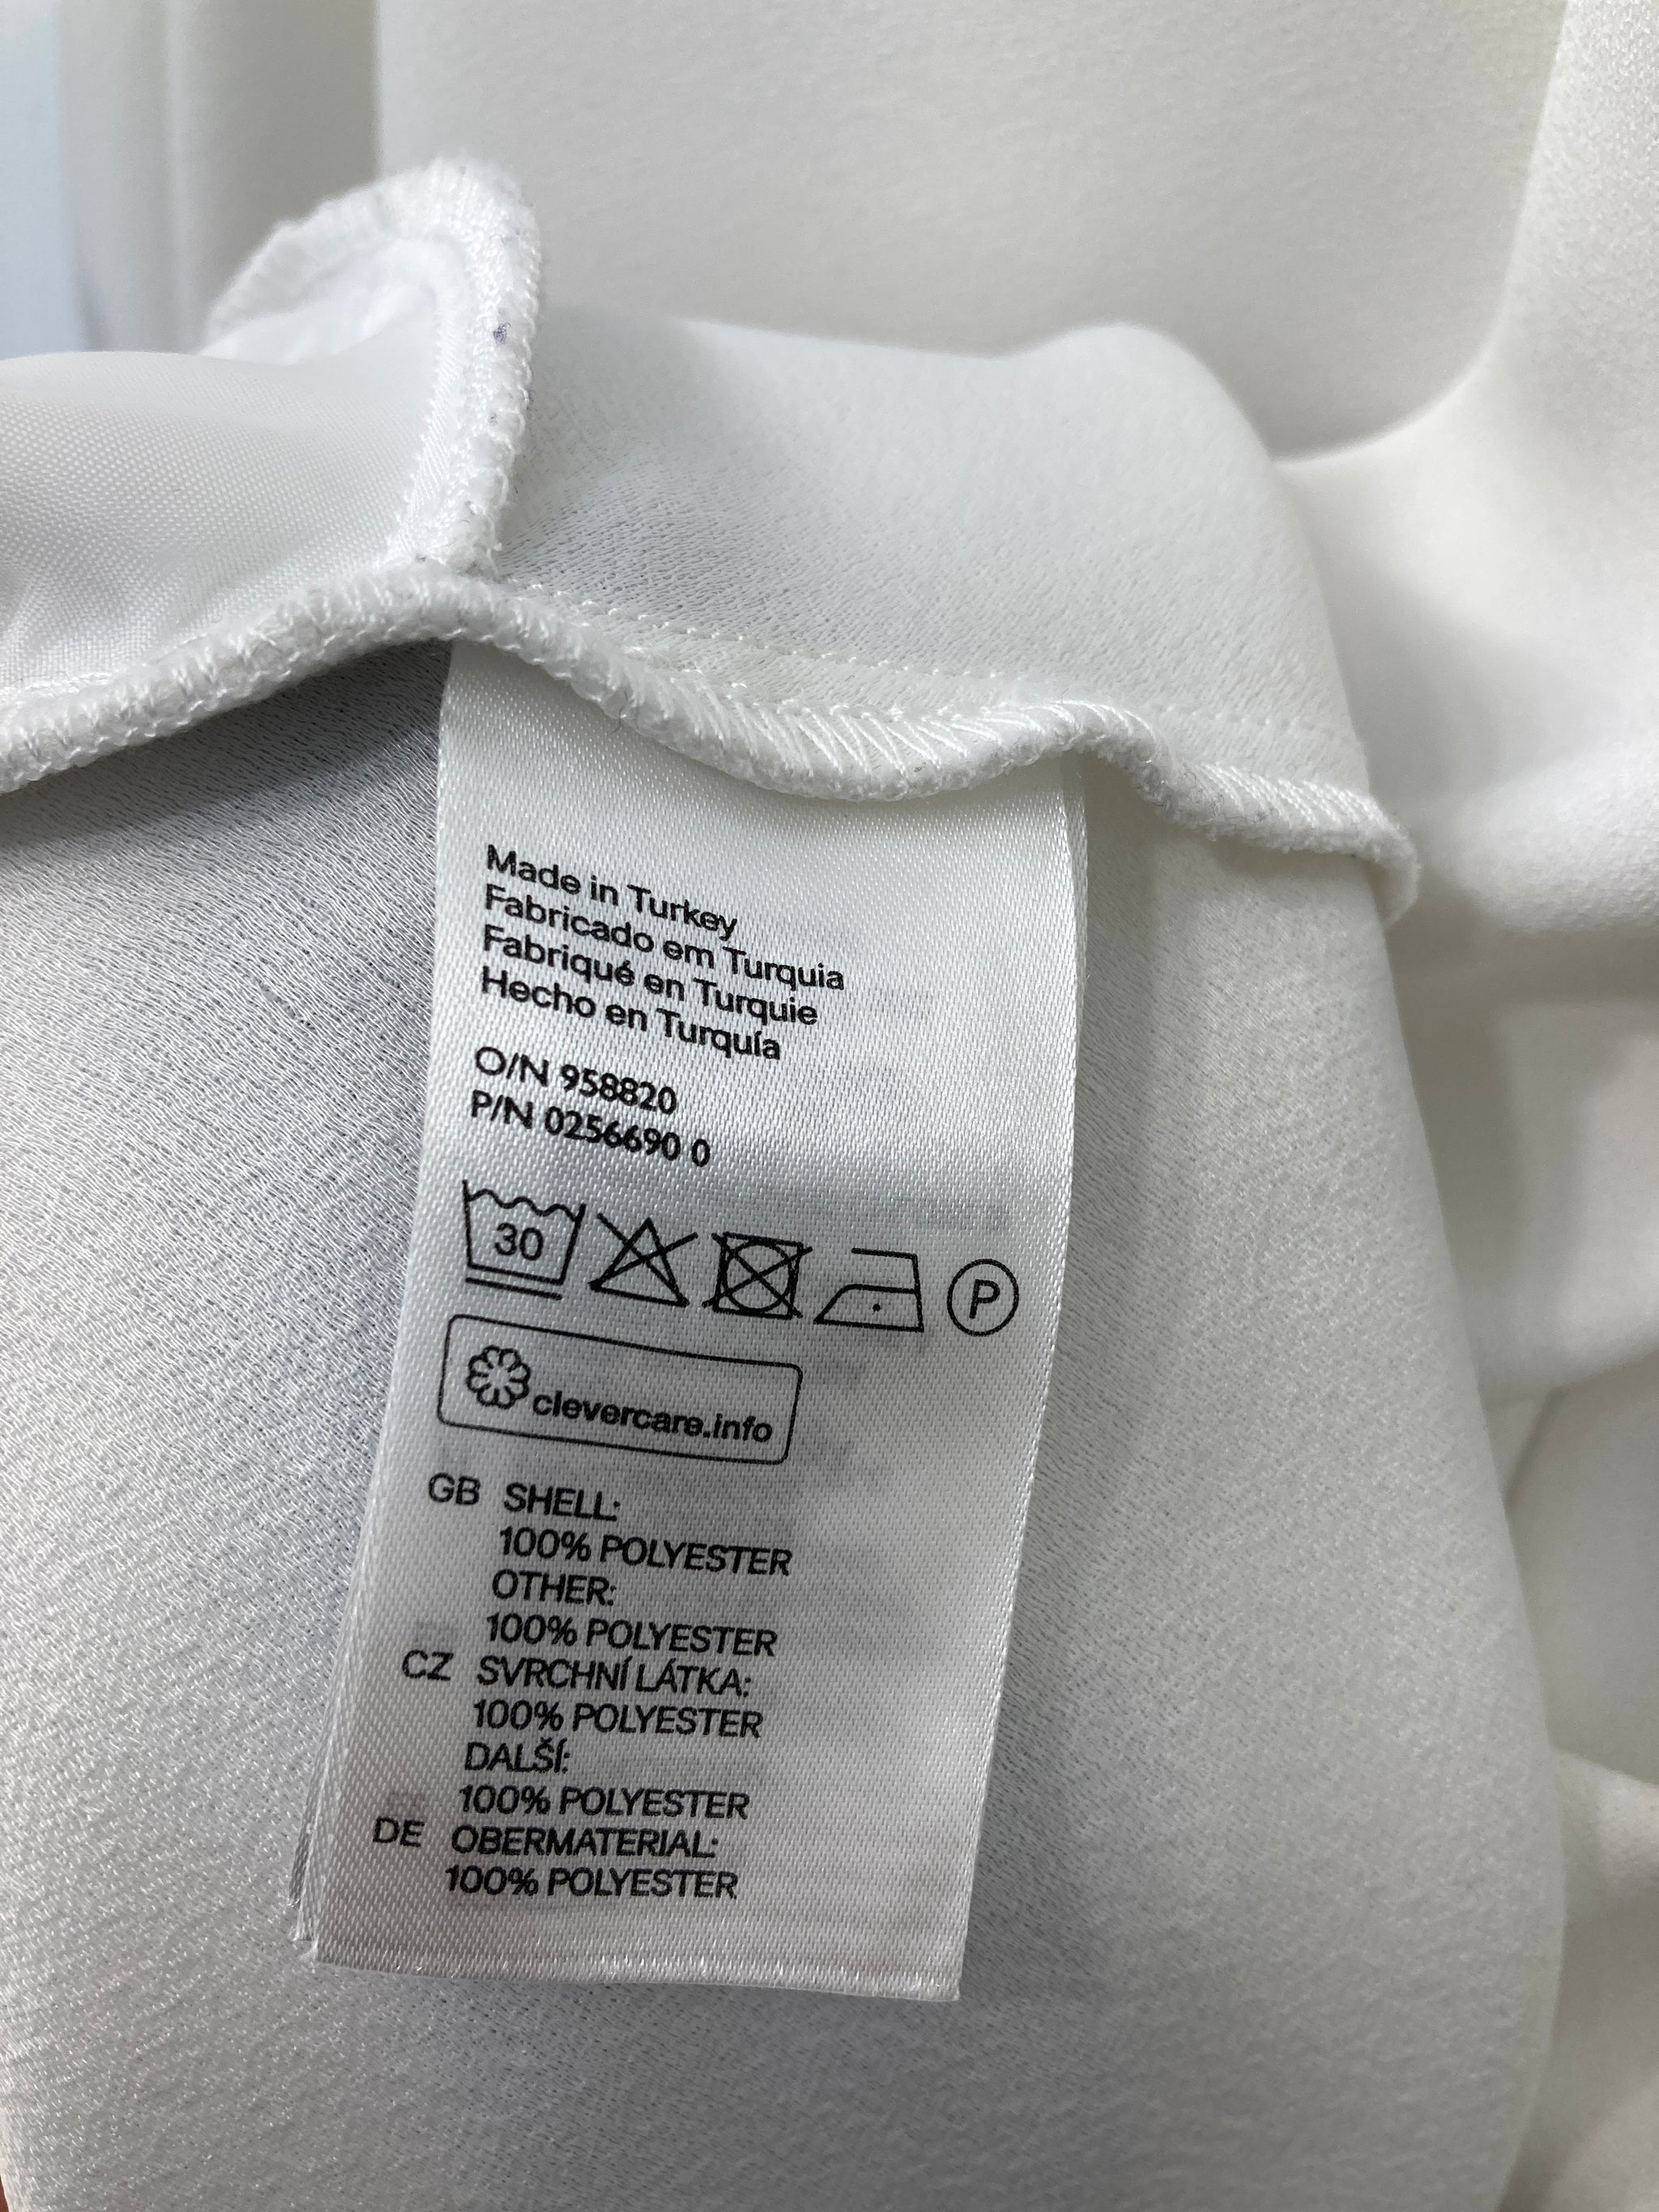 Made in Turkey
Fabricado em Turquia
Fabriqué en Turquie
Hecho en Turquía
O/N 958820
P/N 0256690 0
30 P
clevercare.info
GB SHELL:
100% POLYESTER
OTHER:
100% POLYESTER
CZ SVRCHNÍ LÁTKA:
100% POLYESTER
DALŠÍ:
100% POLYESTER
DE OBERMATERIAL:
100% POLYESTER